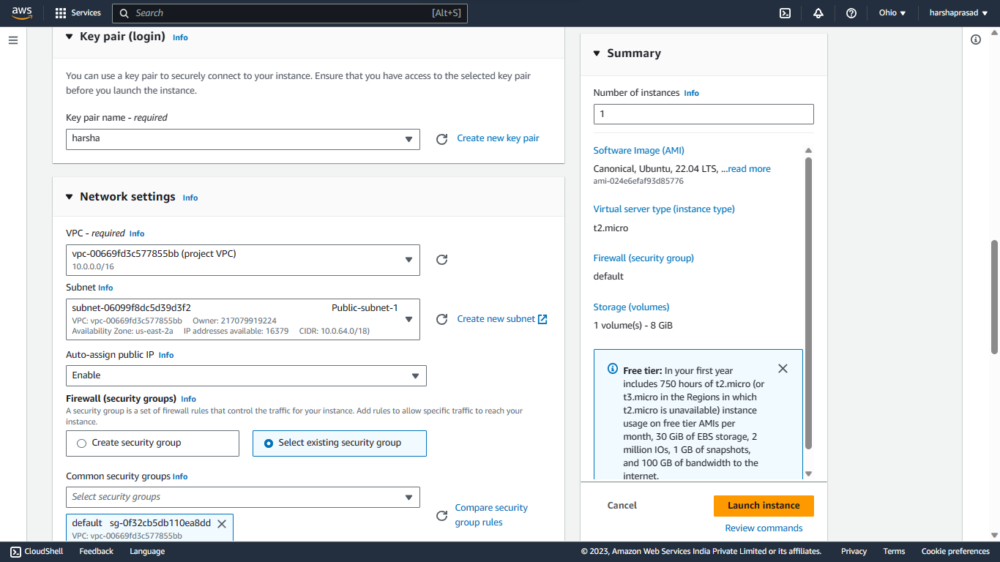 aws
Services
Search [Alt+S]
Ohio
harshaprasad
Key pair (login) Info
You can use a key pair to securely connect to your instance. Ensure that you have access to the selected key pair
before you launch the instance.
Key pair name - required
harsha
Create new key pair
Network settings Info
VPC - required Info
vpc-00669fd3c577855bb (project VPC)
10.0.0.0/16
Subnet Info
subnet-06099f8dc5d39d3f2 Public-subnet-1
VPC: vpc-00669fd3c577855bb Owner: 217079919224
Availability Zone: us-east-2a IP addresses available: 16379 CIDR: 10.0.64.0/18)
Create new subnet
Auto-assign public IP Info
Enable
Firewall (security groups) Info
A security group is a set of firewall rules that control the traffic for your instance. Add rules to allow specific traffic to reach your
instance.
Create security group
Select existing security group
Common security groups Info
Select security groups
Compare security
group rules
default sg-0f32cb5db110ea8dd
VPC: vpc-00669fd3c577855bb
Summary
Number of instances Info
1
Software Image (AMI)
Canonical, Ubuntu, 22.04 LTS, ...read more
ami-024e6efaf93d85776
Virtual server type (instance type)
t2.micro
Firewall (security group)
default
Storage (volumes)
1 volume(s) - 8 GiB
Free tier: In your first year
includes 750 hours of t2.micro (or
t3.micro in the Regions in which
t2.micro is unavailable) instance
usage on free tier AMIs per
month, 30 GiB of EBS storage, 2
million IOs, 1 GB of snapshots,
and 100 GB of bandwidth to the
internet.
Cancel
Launch instance
Review commands
CloudShell
Feedback
Language
© 2023, Amazon Web Services India Private Limited or its affiliates.
Privacy
Terms
Cookie preferences